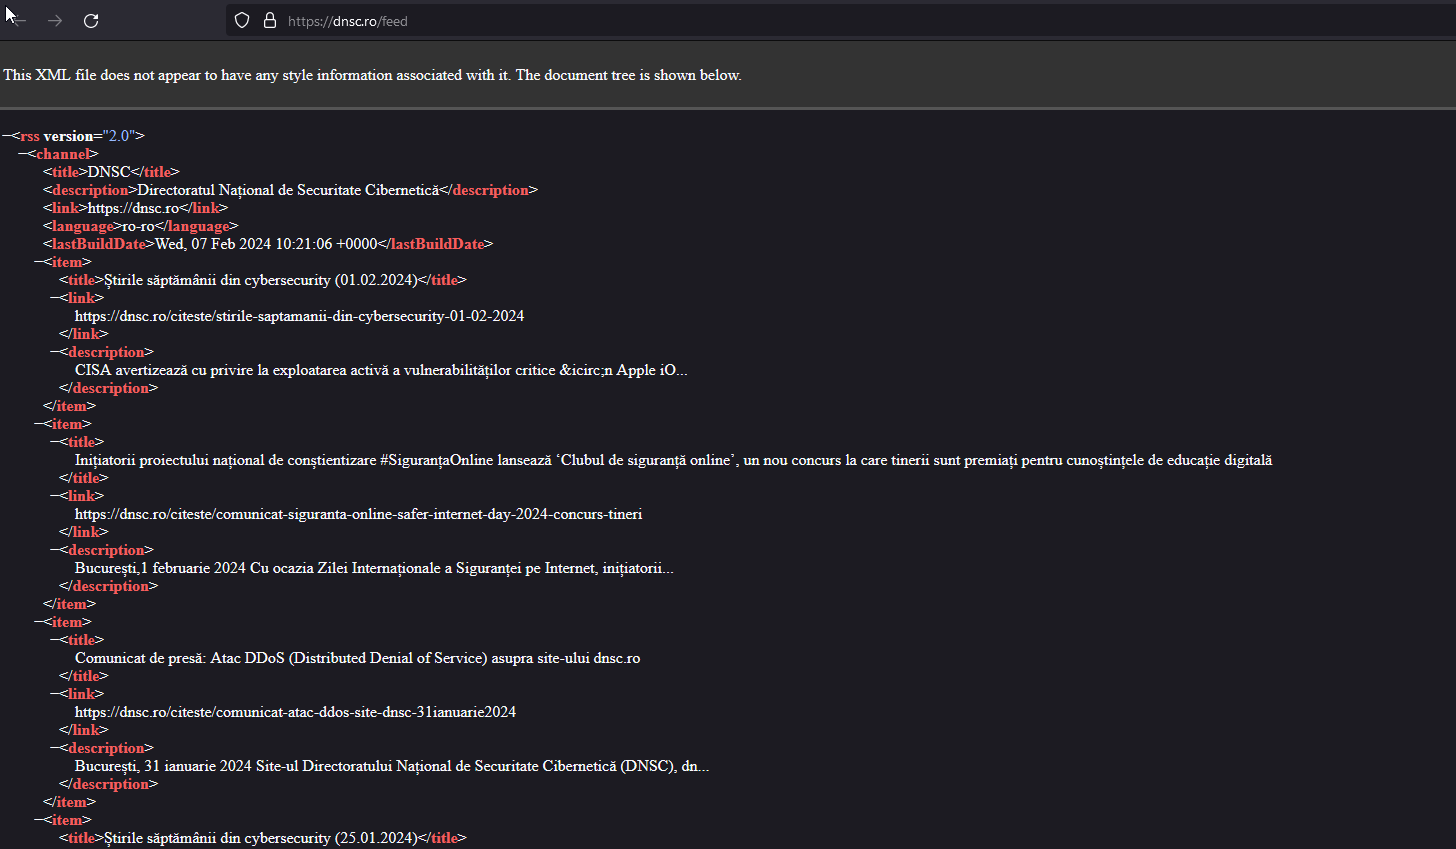 https://dnsc.ro/feed
This XML file does not appear to have any style information associated with it. The document tree is shown below.
−<rss version="2.0">
−<channel>
<title>DNSC</title>
<description>Directoratul Național de Securitate Cibernetică</description>
<link>https://dnsc.ro</link>
<language>ro-ro</language>
<lastBuildDate>Wed, 07 Feb 2024 10:21:06 +0000</lastBuildDate>
−<item>
<title>Știrile săptămânii din cybersecurity (01.02.2024)</title>
−<link>
https://dnsc.ro/citeste/stirile-saptamanii-din-cybersecurity-01-02-2024
</link>
−<description>
CISA avertizează cu privire la exploatarea activă a vulnerabilităților critice &icirc;n Apple iO...
</description>
</item>
−<item>
−<title>
Inițiatorii proiectului național de conștientizare #SiguranțaOnline lansează ‘Clubul de siguranță online’, un nou concurs la care tinerii sunt premiați pentru cunoștințele de educație digitală
</title>
−<link>
https://dnsc.ro/citeste/comunicat-siguranta-online-safer-internet-day-2024-concurs-tineri
</link>
−<description>
București,1 februarie 2024 Cu ocazia Zilei Internaționale a Siguranței pe Internet, inițiatorii...
</description>
</item>
−<item>
−<title>
Comunicat de presă: Atac DDoS (Distributed Denial of Service) asupra site-ului dnsc.ro
</title>
−<link>
https://dnsc.ro/citeste/comunicat-atac-ddos-site-dnsc-31ianuarie2024
</link>
−<description>
București, 31 ianuarie 2024 Site-ul Directoratului Național de Securitate Cibernetică (DNSC), dn...
</description>
</item>
−<item>
<title>Știrile săptămânii din cybersecurity (25.01.2024)</title>